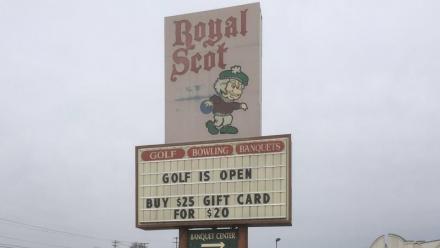 Royal
Scot
GOLF BOWLING BANQUETS
GOLF IS OPEN
BUY $25 GIFT CARD
FOR $20
BANQUET CENTER